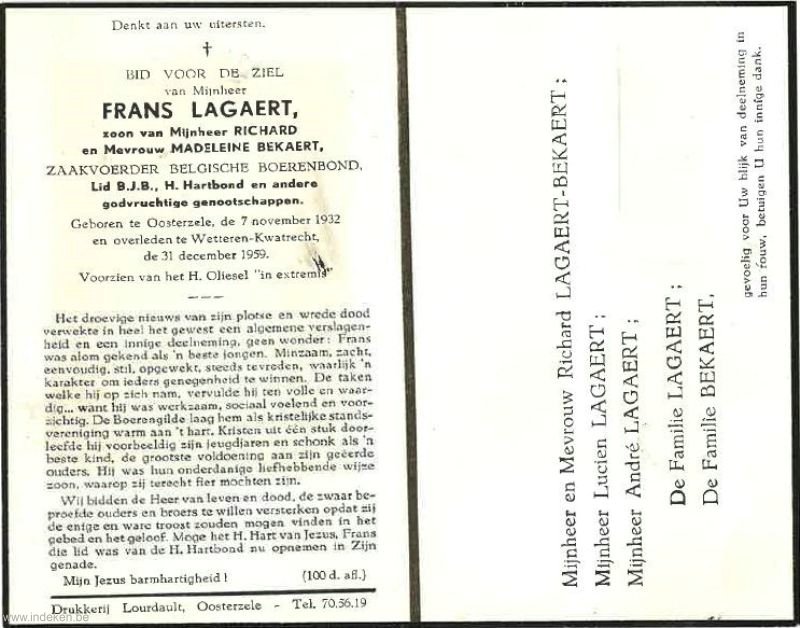 Denkt aan uw uitersten.
✝
BID VOOR DE ZIEL
van Mijnheer
FRANS LAGAERT,
zoon van Mijnheer RICHARD
en Mevrouw MADELEINE BEKAERT,
ZAAKVOERDER BELGISCHE BOERENBOND,
Lid B.J.B., H. Hartbond en andere
godvruchtige genootschappen.
Geboren te Oosterzele, de 7 november 1932
en overleden te Wetteren-Kwatrecht,
de 31 december 1959.
Voorzien van het H. Oliesel "in extremis"
Het droevige nieuws van zijn plotse en wrede dood
verwekte in heel het gewest een algemene verslagen-
heid en een innige deelneming, geen wonder: Frans
was alom gekend als 'n beste jongen. Minzaam, zacht,
eenvoudig, stil, opgewekt, steeds tevreden, waarlijk 'n
karakter om ieders genegenheid te winnen. De taken
welke hij op zich nam, vervulde hij ten volle en waar-
dig... want hij was werkzaam, sociaal voelend en voor-
zichtig. De Boerengilde laag hem als kristelijke stands-
vereniging warm aan 't hart. Kristen uit één stuk door-
leefde hij voorbeeldig zijn jeugdjaren en schonk als 'n
beste kind, de grootste voldoening aan zijn geëerde
ouders. Hij was hun onderdanige liefhebbende wijze
zoon, waarop zij terecht fier mochten zijn.
Wij bidden de Heer van leven en dood, de zwaar be-
proefde ouders en broers te willen versterken opdat zij
de enige en ware troost zouden mogen vinden in het
gebed en het geloof. Moge het H. Hart van Jezus, Frans
die lid was van de H. Hartbond nu opnemen in Zijn
genade.
Mijn Jezus barmhartigheid ! (100 d. afl.)
Drukkerij Lourdault, Oosterzele - Tel. 70.56.19
www.indeken.be
Mijnheer en Mevrouw Richard LAGAERT-BEKAERT ;
Mijnheer Lucien LAGAERT ;
Mijnheer André LAGAERT ;
De Familie LAGAERT ;
De Familie BEKAERT,
gevoelig voor Uw blijk van deelneming in
hun rouw, betuigen U hun innige dank.